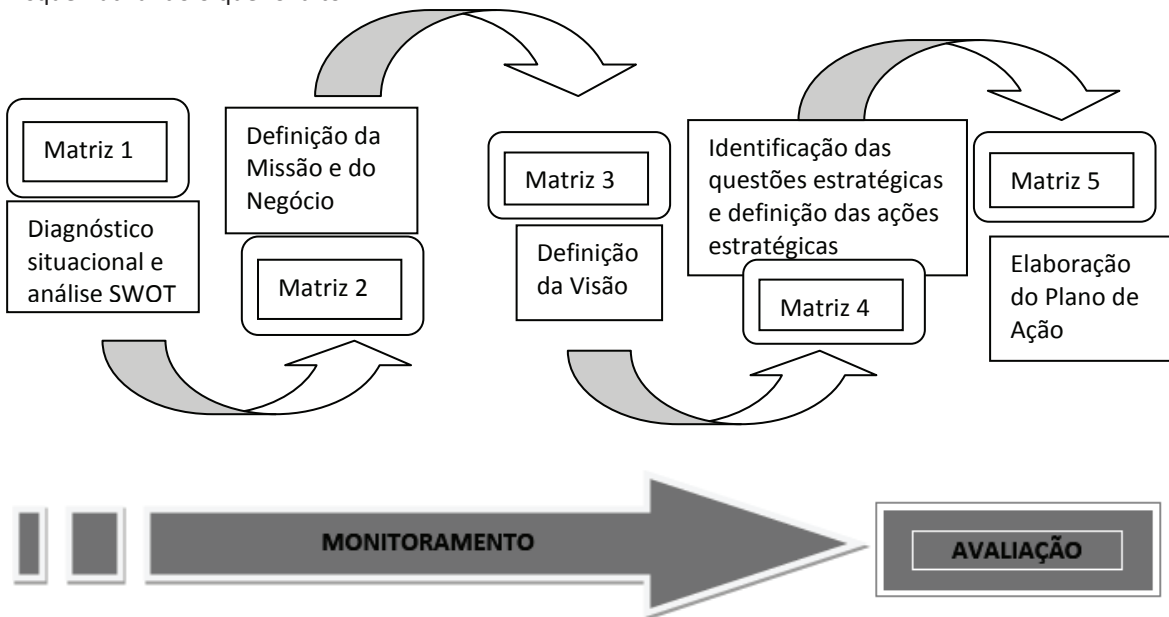 Matriz 1
Diagnóstico
situacional e
análise SWOT
Definição da
Missão e do
Negócio
Matriz 2
Matriz 3
Definição
da Visão
Identificação das
questões estratégicas
e definição das ações
estratégicas
Matriz 4
Matriz 5
Elaboração
do Plano de
Ação
MONITORAMENTO
AVALIAÇÃO